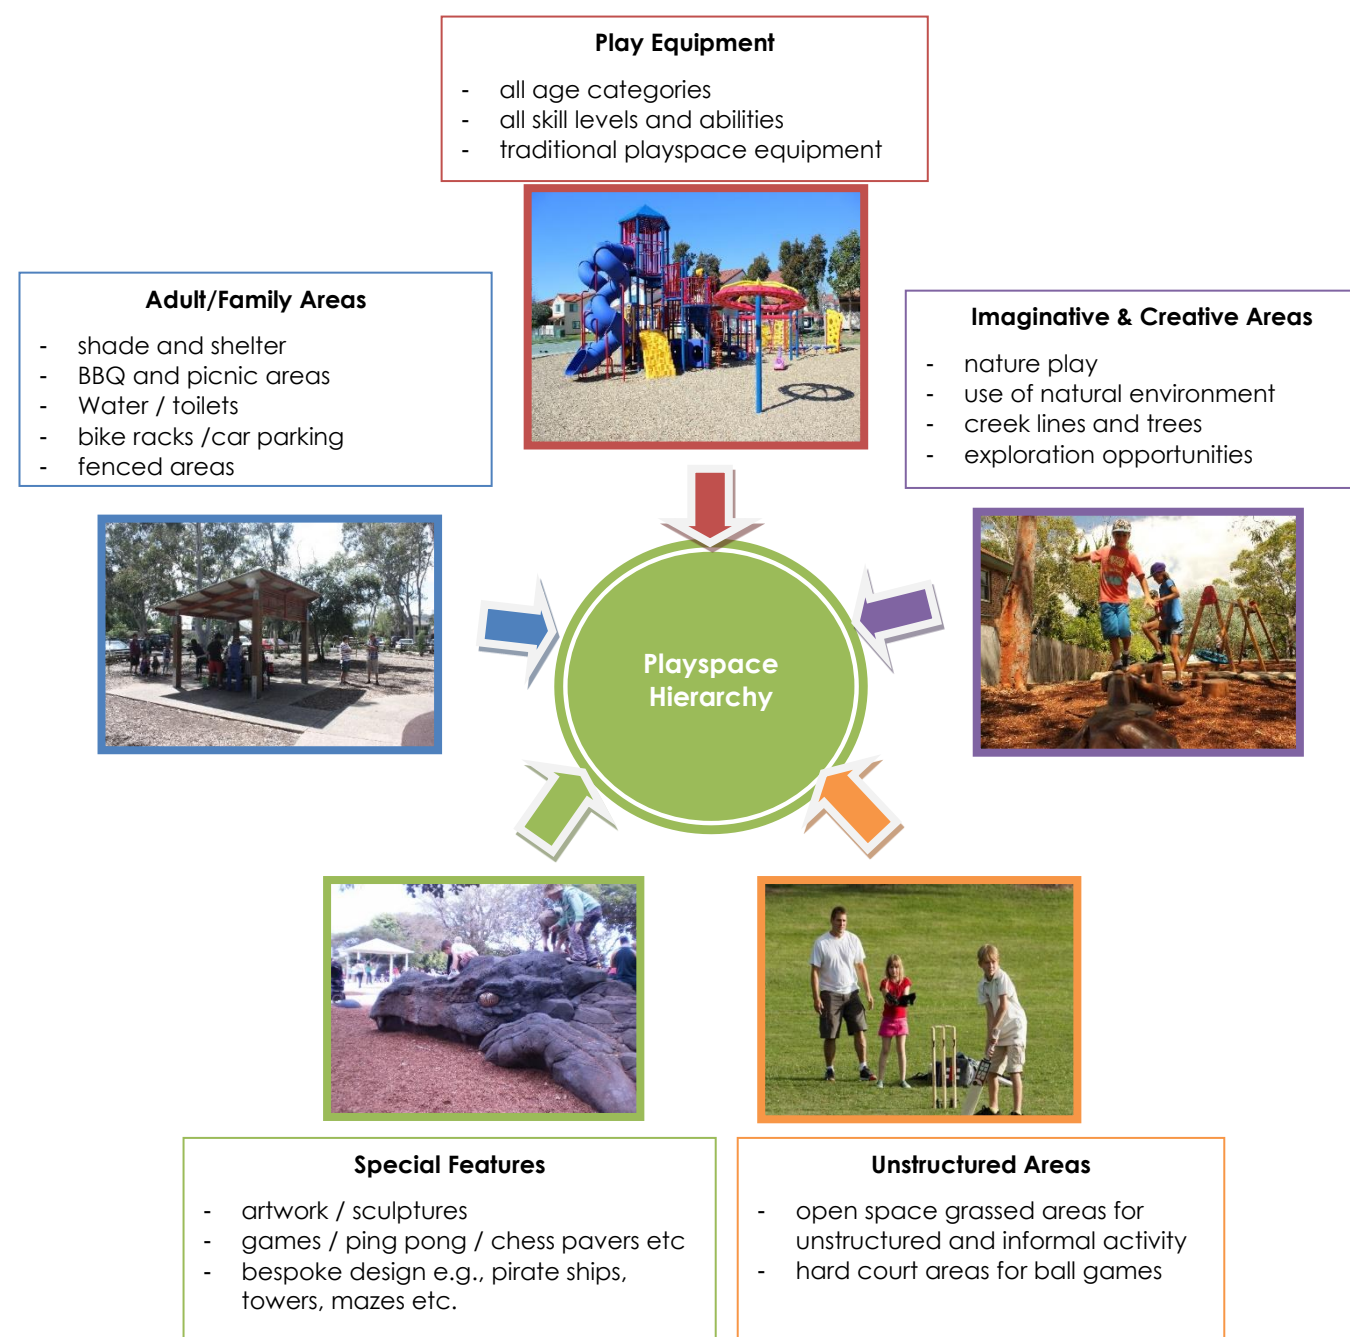 Play Equipment
- all age categories
- all skill levels and abilities
- traditional playspace equipment
Adult/Family Areas
- shade and shelter
- BBQ and picnic areas
- Water / toilets
- bike racks /car parking
- fenced areas
Imaginative & Creative Areas
- nature play
- use of natural environment
- creek lines and trees
- exploration opportunities
Playspace
Hierarchy
Special Features
- artwork / sculptures
- games / ping pong / chess pavers etc
- bespoke design e.g., pirate ships,
towers, mazes etc.
Unstructured Areas
- open space grassed areas for
unstructured and informal activity
- hard court areas for ball games